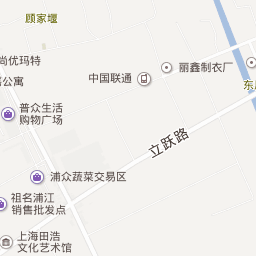 顾家堰
尚优玛特
公寓
丽鑫制衣厂
中国联通
东
普众生活
购物广场
立跃路
浦众蔬菜交易区
祖名浦江
销售批发点
上海田浩
文化艺术馆